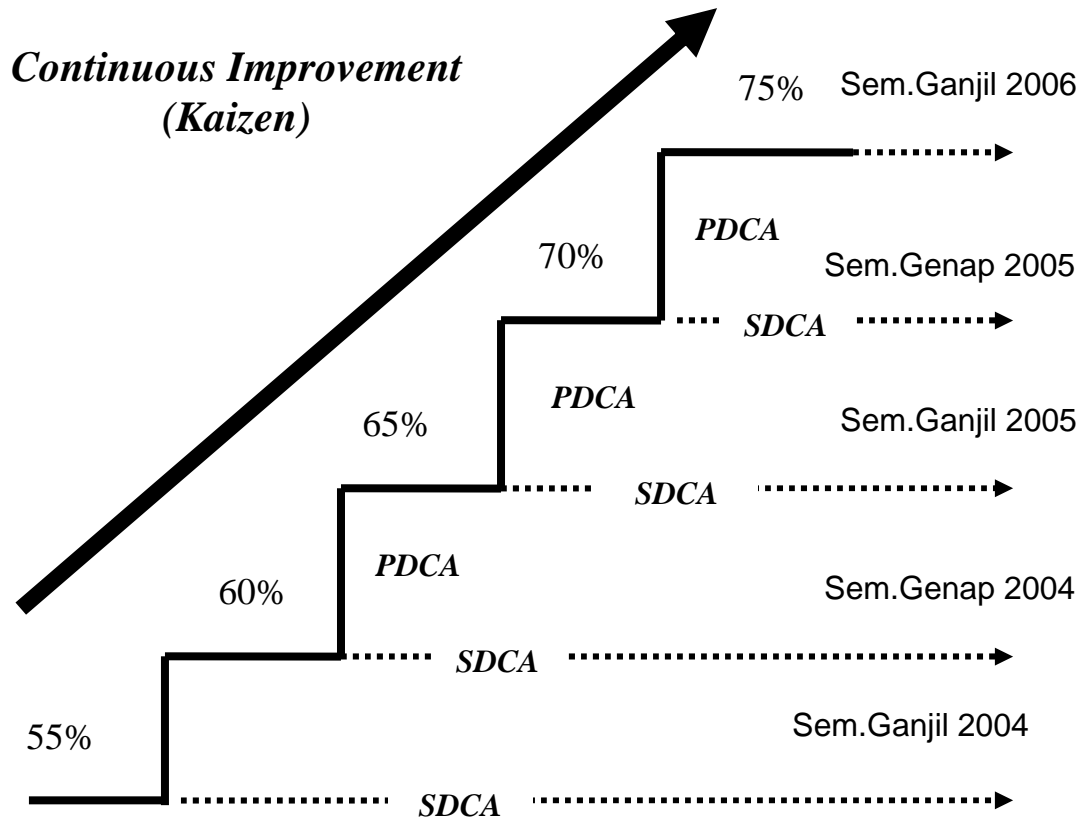 Continuous Improvement
(Kaizen)
75%
Sem.Ganjil 2006
PDCA
70%
Sem.Genap 2005
SDCA
PDCA
65%
Sem.Ganjil 2005
SDCA
PDCA
60%
Sem.Genap 2004
SDCA
55%
Sem.Ganjil 2004
SDCA